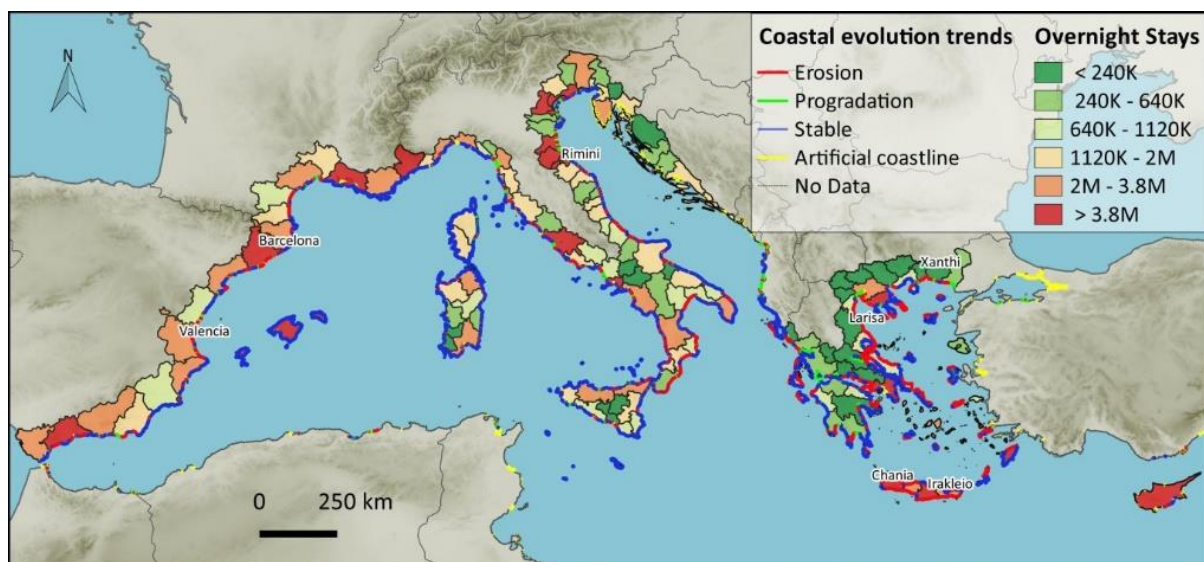 N
Coastal evolution trends
Erosion
Progradation
Stable
Artificial coastline
No Data
Overnight Stays
< 240K
240K - 640K
640K - 1120K
1120K - 2M
2M - 3.8M
> 3.8M
Rimini
Barcelona
Xanthi
Larisa
Valencia
Chania
Irakleio
0 250 km